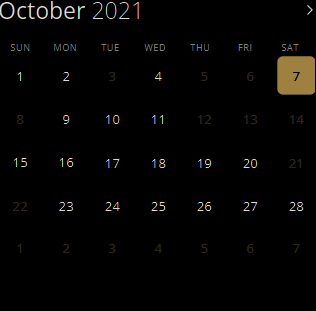 October 2021
SUN MON TUE WED THU FRI SAT
1 2 3 4 5 6 7
8 9 10 11 12 13 14
15 16 17 18 19 20 21
22 23 24 25 26 27 28
1 2 3 4 5 6 7